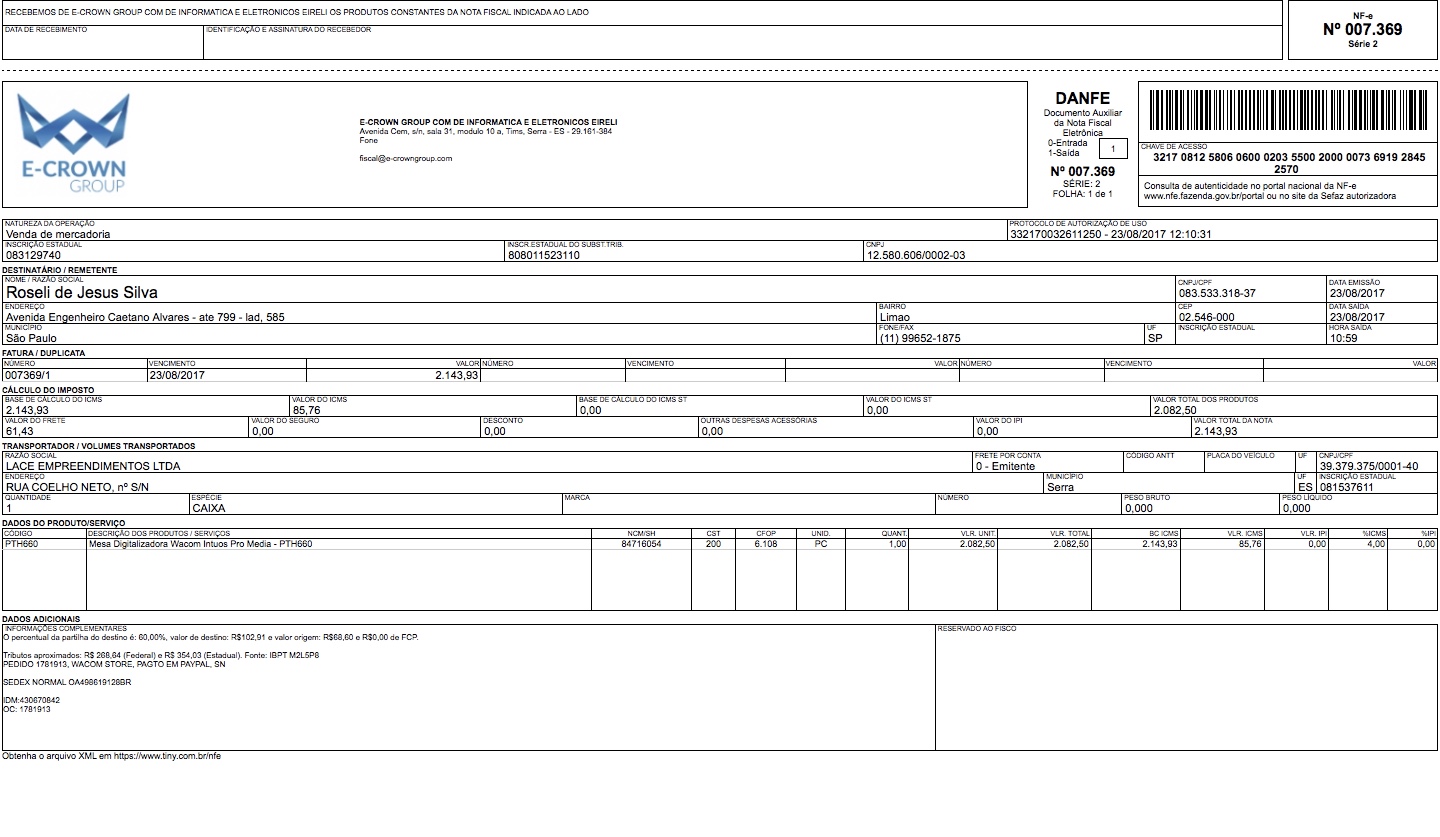 RECEBEMOS DE E-CROWN GROUP COM DE INFORMATICA E ELETRONICOS EIRELI OS PRODUTOS CONSTANTES DA NOTA FISCAL INDICADA AO LADO
DATA DE RECEBIMENTO IDENTIFICAÇÃO E ASSINATURA DO RECEBEDOR
NF-e
Nº 007.369
Série 2
E-CROWN
GROUP
E-CROWN GROUP COM DE INFORMATICA E ELETRONICOS EIRELI
Avenida Cem, s/n, sala 31, modulo 10 a, Tims, Serra - ES - 29.161-384
Fone
fiscal@e-crowngroup.com
DANFE
Documento Auxiliar
da Nota Fiscal
Eletrônica
0-Entrada
1-Saída
1
Nº 007.369
SÉRIE: 2
FOLHA: 1 de 1
CHAVE DE ACESSO
3217 0812 5806 0600 0203 5500 2000 0073 6919 2845
2570
Consulta de autenticidade no portal nacional da NF-e
www.nfe.fazenda.gov.br/portal ou no site da Sefaz autorizadora
NATUREZA DA OPERAÇÃO PROTOCOLO DE AUTORIZAÇÃO DE USO
Venda de mercadoria 332170032611250 - 23/08/2017 12:10:31
INSCRIÇÃO ESTADUAL INSCR.ESTADUAL DO SUBST.TRIB. CNPJ
083129740 808011523110 12.580.606/0002-03
DESTINATÁRIO / REMETENTE
NOME / RAZÃO SOCIAL CNPJ/CPF DATA EMISSÃO
Roseli de Jesus Silva 083.533.318-37 23/08/2017
ENDEREÇO BAIRRO CEP DATA SAÍDA
Avenida Engenheiro Caetano Alvares - ate 799 - lad, 585 Limao 02.546-000 23/08/2017
MUNICÍPIO FONE/FAX UF INSCRIÇÃO ESTADUAL HORA SAÍDA
São Paulo (11) 99652-1875 SP 10:59
FATURA / DUPLICATA
NÚMERO VENCIMENTO VALOR NÚMERO VENCIMENTO VALOR NÚMERO VENCIMENTO VALOR
007369/1 23/08/2017 2.143,93
CÁLCULO DO IMPOSTO
BASE DE CÁLCULO DO ICMS VALOR DO ICMS BASE DE CÁLCULO DO ICMS ST VALOR DO ICMS ST VALOR TOTAL DOS PRODUTOS
2.143,93 85,76 0,00 0,00 2.082,50
VALOR DO FRETE VALOR DO SEGURO DESCONTO OUTRAS DESPESAS ACESSÓRIAS VALOR DO IPI VALOR TOTAL DA NOTA
61,43 0,00 0,00 0,00 0,00 2.143,93
TRANSPORTADOR / VOLUMES TRANSPORTADOS
RAZÃO SOCIAL FRETE POR CONTA CÓDIGO ANTT PLACA DO VEÍCULO UF CNPJ/CPF
LACE EMPREENDIMENTOS LTDA 0 - Emitente 39.379.375/0001-40
ENDEREÇO MUNICÍPIO UF INSCRIÇÃO ESTADUAL
RUA COELHO NETO, nº S/N Serra ES 081537611
QUANTIDADE ESPÉCIE MARCA NÚMERO PESO BRUTO PESO LÍQUIDO
1 CAIXA 0,000 0,000
DADOS DO PRODUTO/SERVIÇO
CÓDIGO DESCRIÇÃO DOS PRODUTOS / SERVIÇOS NCM/SH CST CFOP UNID. QUANT. VLR. UNIT. VLR. TOTAL BC ICMS VLR. ICMS VLR. IPI %ICMS %IPI
PTH660 Mesa Digitalizadora Wacom Intuos Pro Media - PTH660 84716054 200 6.108 PC 1,00 2.082,50 2.082,50 2.143,93 85,76 0,00 4,00 0,00
DADOS ADICIONAIS
INFORMAÇÕES COMPLEMENTARES RESERVADO AO FISCO
O percentual da partilha do destino é: 60,00%, valor de destino: R$102,91 e valor origem: R$68,60 e R$0,00 de FCP.
Tributos aproximados: R$ 268,64 (Federal) e R$ 354,03 (Estadual). Fonte: IBPT M2L5P8
PEDIDO 1781913, WACOM STORE, PAGTO EM PAYPAL, SN
SEDEX NORMAL OA498619128BR
IDM:430670842
OC: 1781913
Obtenha o arquivo XML em https://www.tiny.com.br/nfe